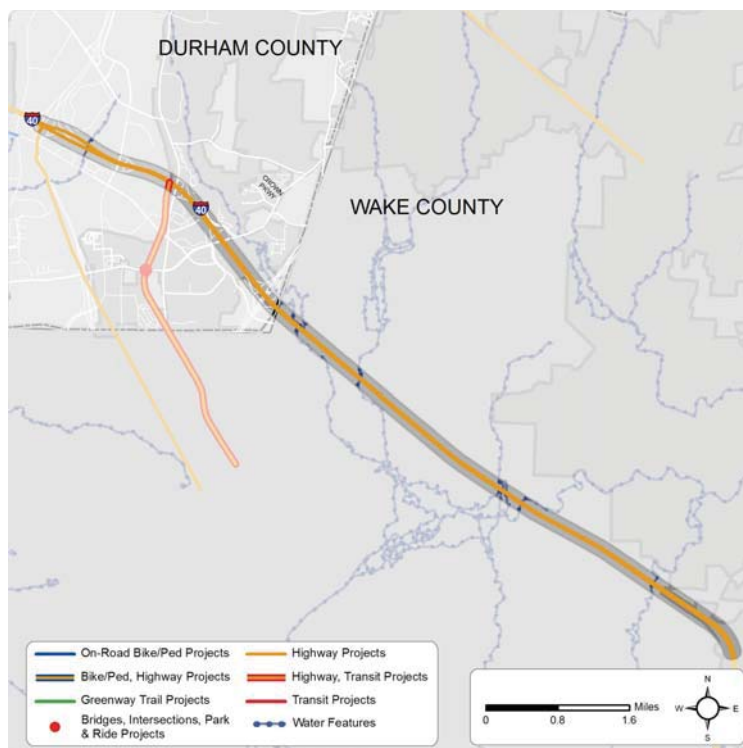 DURHAM COUNTY
40
CROWN
PKWY
40
WAKE COUNTY
On-Road Bike/Ped Projects
Highway Projects
Bike/Ped, Highway Projects
Highway, Transit Projects
Greenway Trail Projects
Transit Projects
Bridges, Intersections, Park
& Ride Projects
Water Features
N
W E
S
Miles
0 0.8 1.6